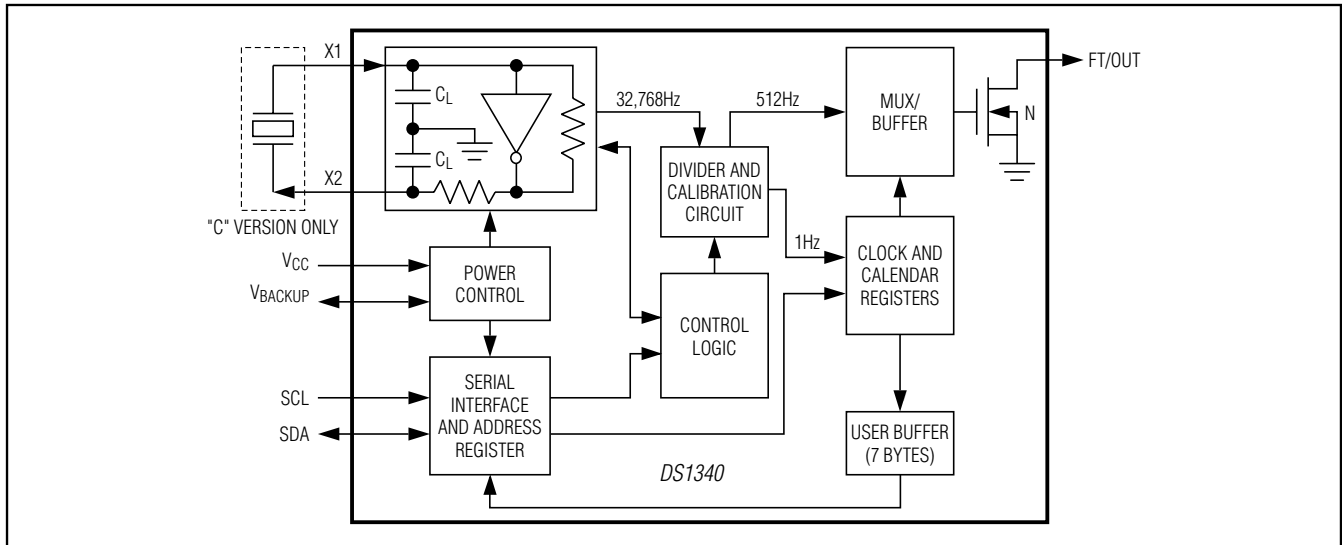 X1
C_L
C_L
X2
"C" VERSION ONLY
32,768Hz
512Hz
DIVIDER AND
CALIBRATION
CIRCUIT
1Hz
MUX/
BUFFER
N
FT/OUT
V_CC
V_BACKUP
POWER
CONTROL
CONTROL
LOGIC
CLOCK AND
CALENDAR
REGISTERS
SCL
SDA
SERIAL
INTERFACE
AND ADDRESS
REGISTER
USER BUFFER
(7 BYTES)
DS1340